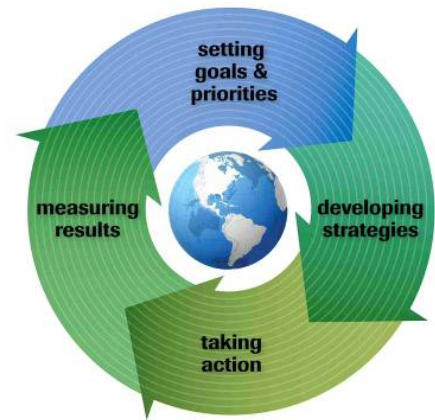 setting
goals &
priorities
developing
strategies
taking
action
measuring
results